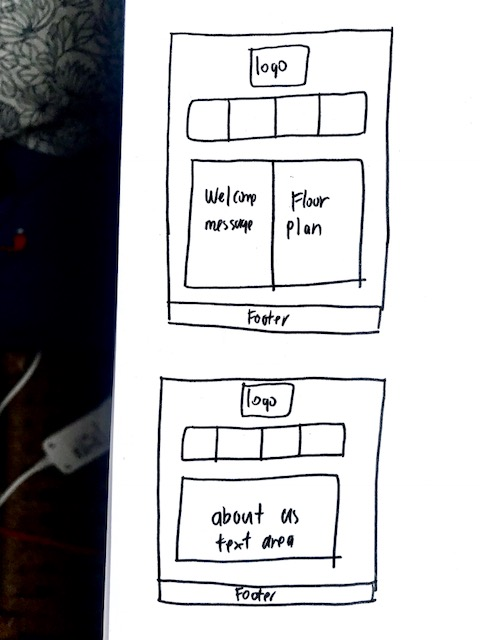 logo
Welcome
message
Floor
plan
Footer
logo
about us
text area
Footer